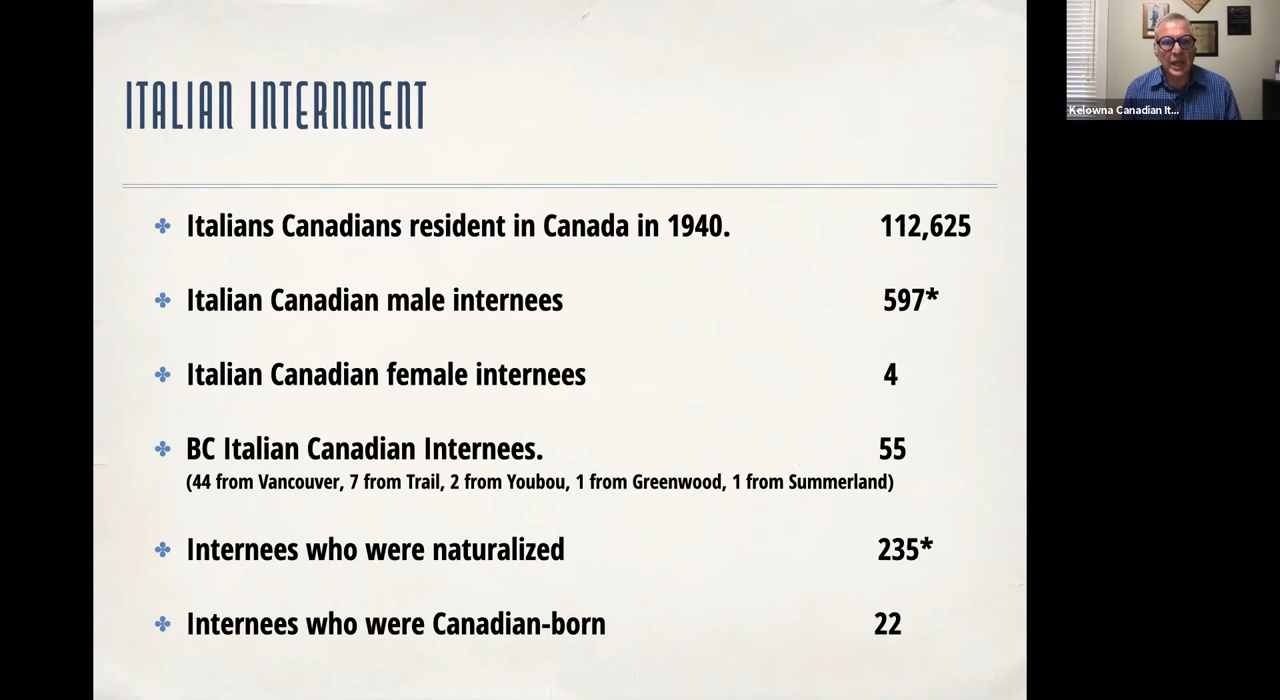 ITALIAN INTERNMENT
Italians Canadians resident in Canada in 1940. 112,625
Italian Canadian male internees 597*
Italian Canadian female internees 4
BC Italian Canadian Internees. 55
(44 from Vancouver, 7 from Trail, 2 from Youbou, 1 from Greenwood, 1 from Summerland)
Internees who were naturalized 235*
Internees who were Canadian-born 22
Kelowna Canadian It...